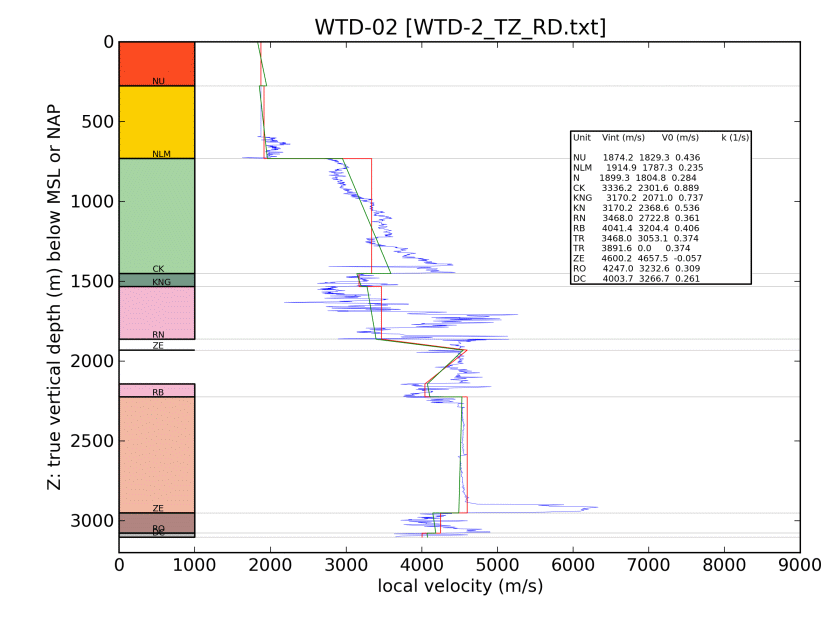 WTD-02 [WTD-2_TZ_RD.txt]
Z: true vertical depth (m) below MSL or NAP
0
500
1000
1500
2000
2500
3000
NU
NLM
CK
KNG
RN
ZE
RB
ZE
RO
DC
Unit Vint (m/s) V0 (m/s) k (1/s)
NU 1874.2 1829.3 0.436
NLM 1914.9 1787.3 0.235
N 1899.3 1804.8 0.284
CK 3336.2 2301.6 0.889
KNG 3170.2 2071.0 0.737
KN 3170.2 2368.6 0.536
RN 3468.0 2722.8 0.361
RB 4041.4 3204.4 0.406
TR 3468.0 3053.1 0.374
TR 3891.6 0.0 0.374
ZE 4600.2 4657.5 -0.057
RO 4247.0 3232.6 0.309
DC 4003.7 3266.7 0.261
0 1000 2000 3000 4000 5000 6000 7000 8000 9000
local velocity (m/s)